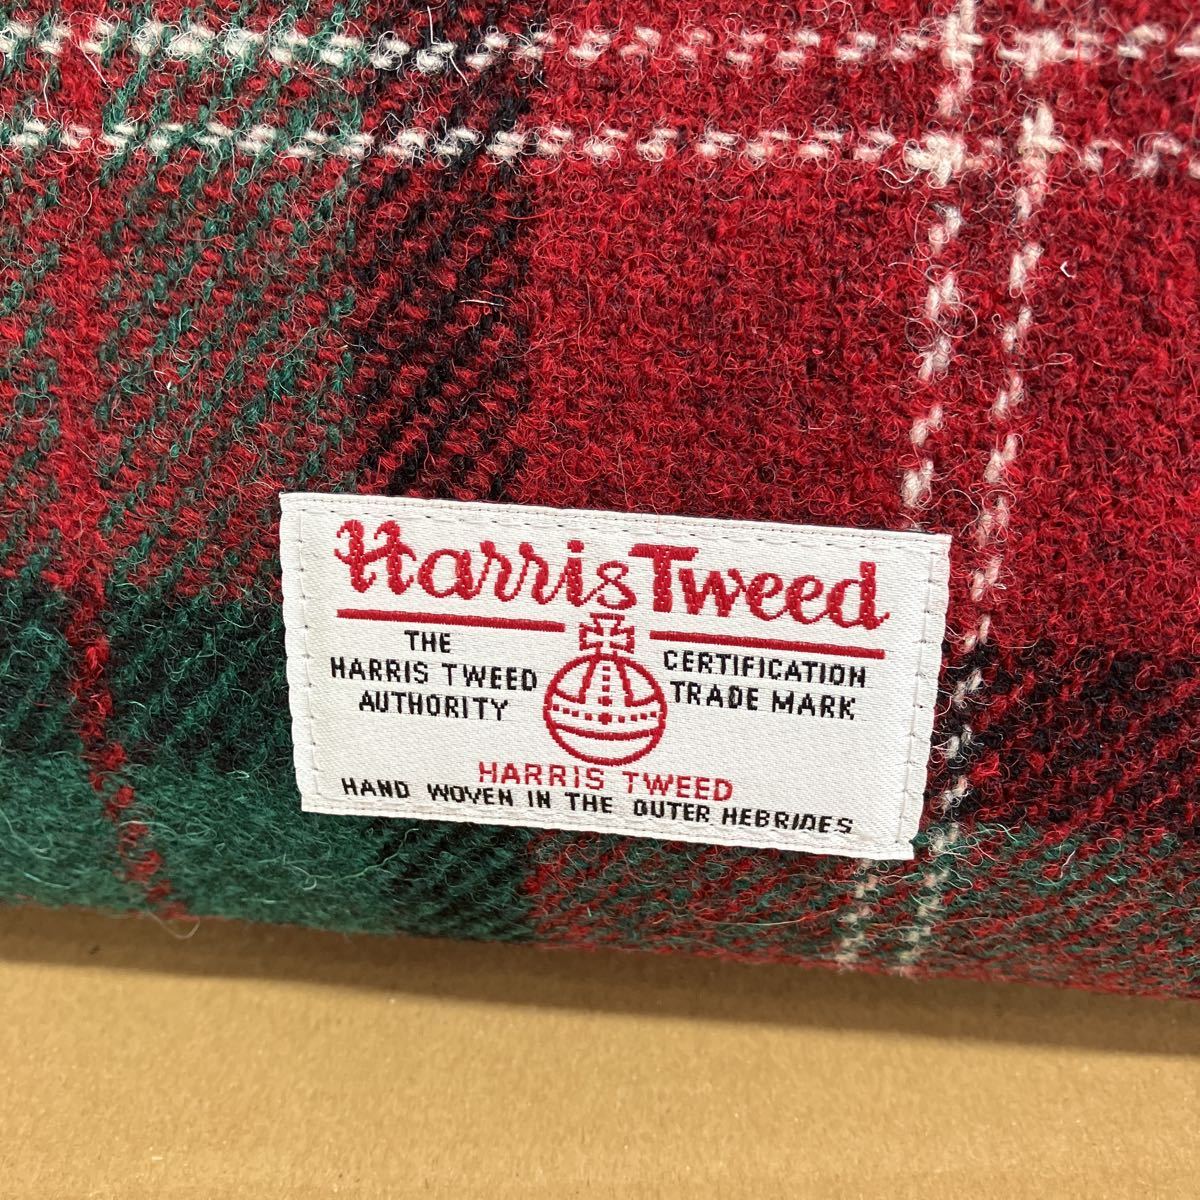 Harris Tweed
THE
HARRIS TWEED
AUTHORITY
CERTIFICATION
TRADE MARK
HARRIS TWEED
HAND WOVEN IN THE OUTER HEBRIDES